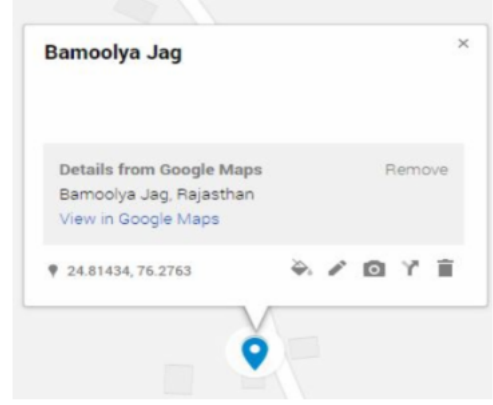 Bamoolya Jag
×
Details from Google Maps Remove
Bamoolya Jag, Rajasthan
View in Google Maps
24.81434, 76.2763